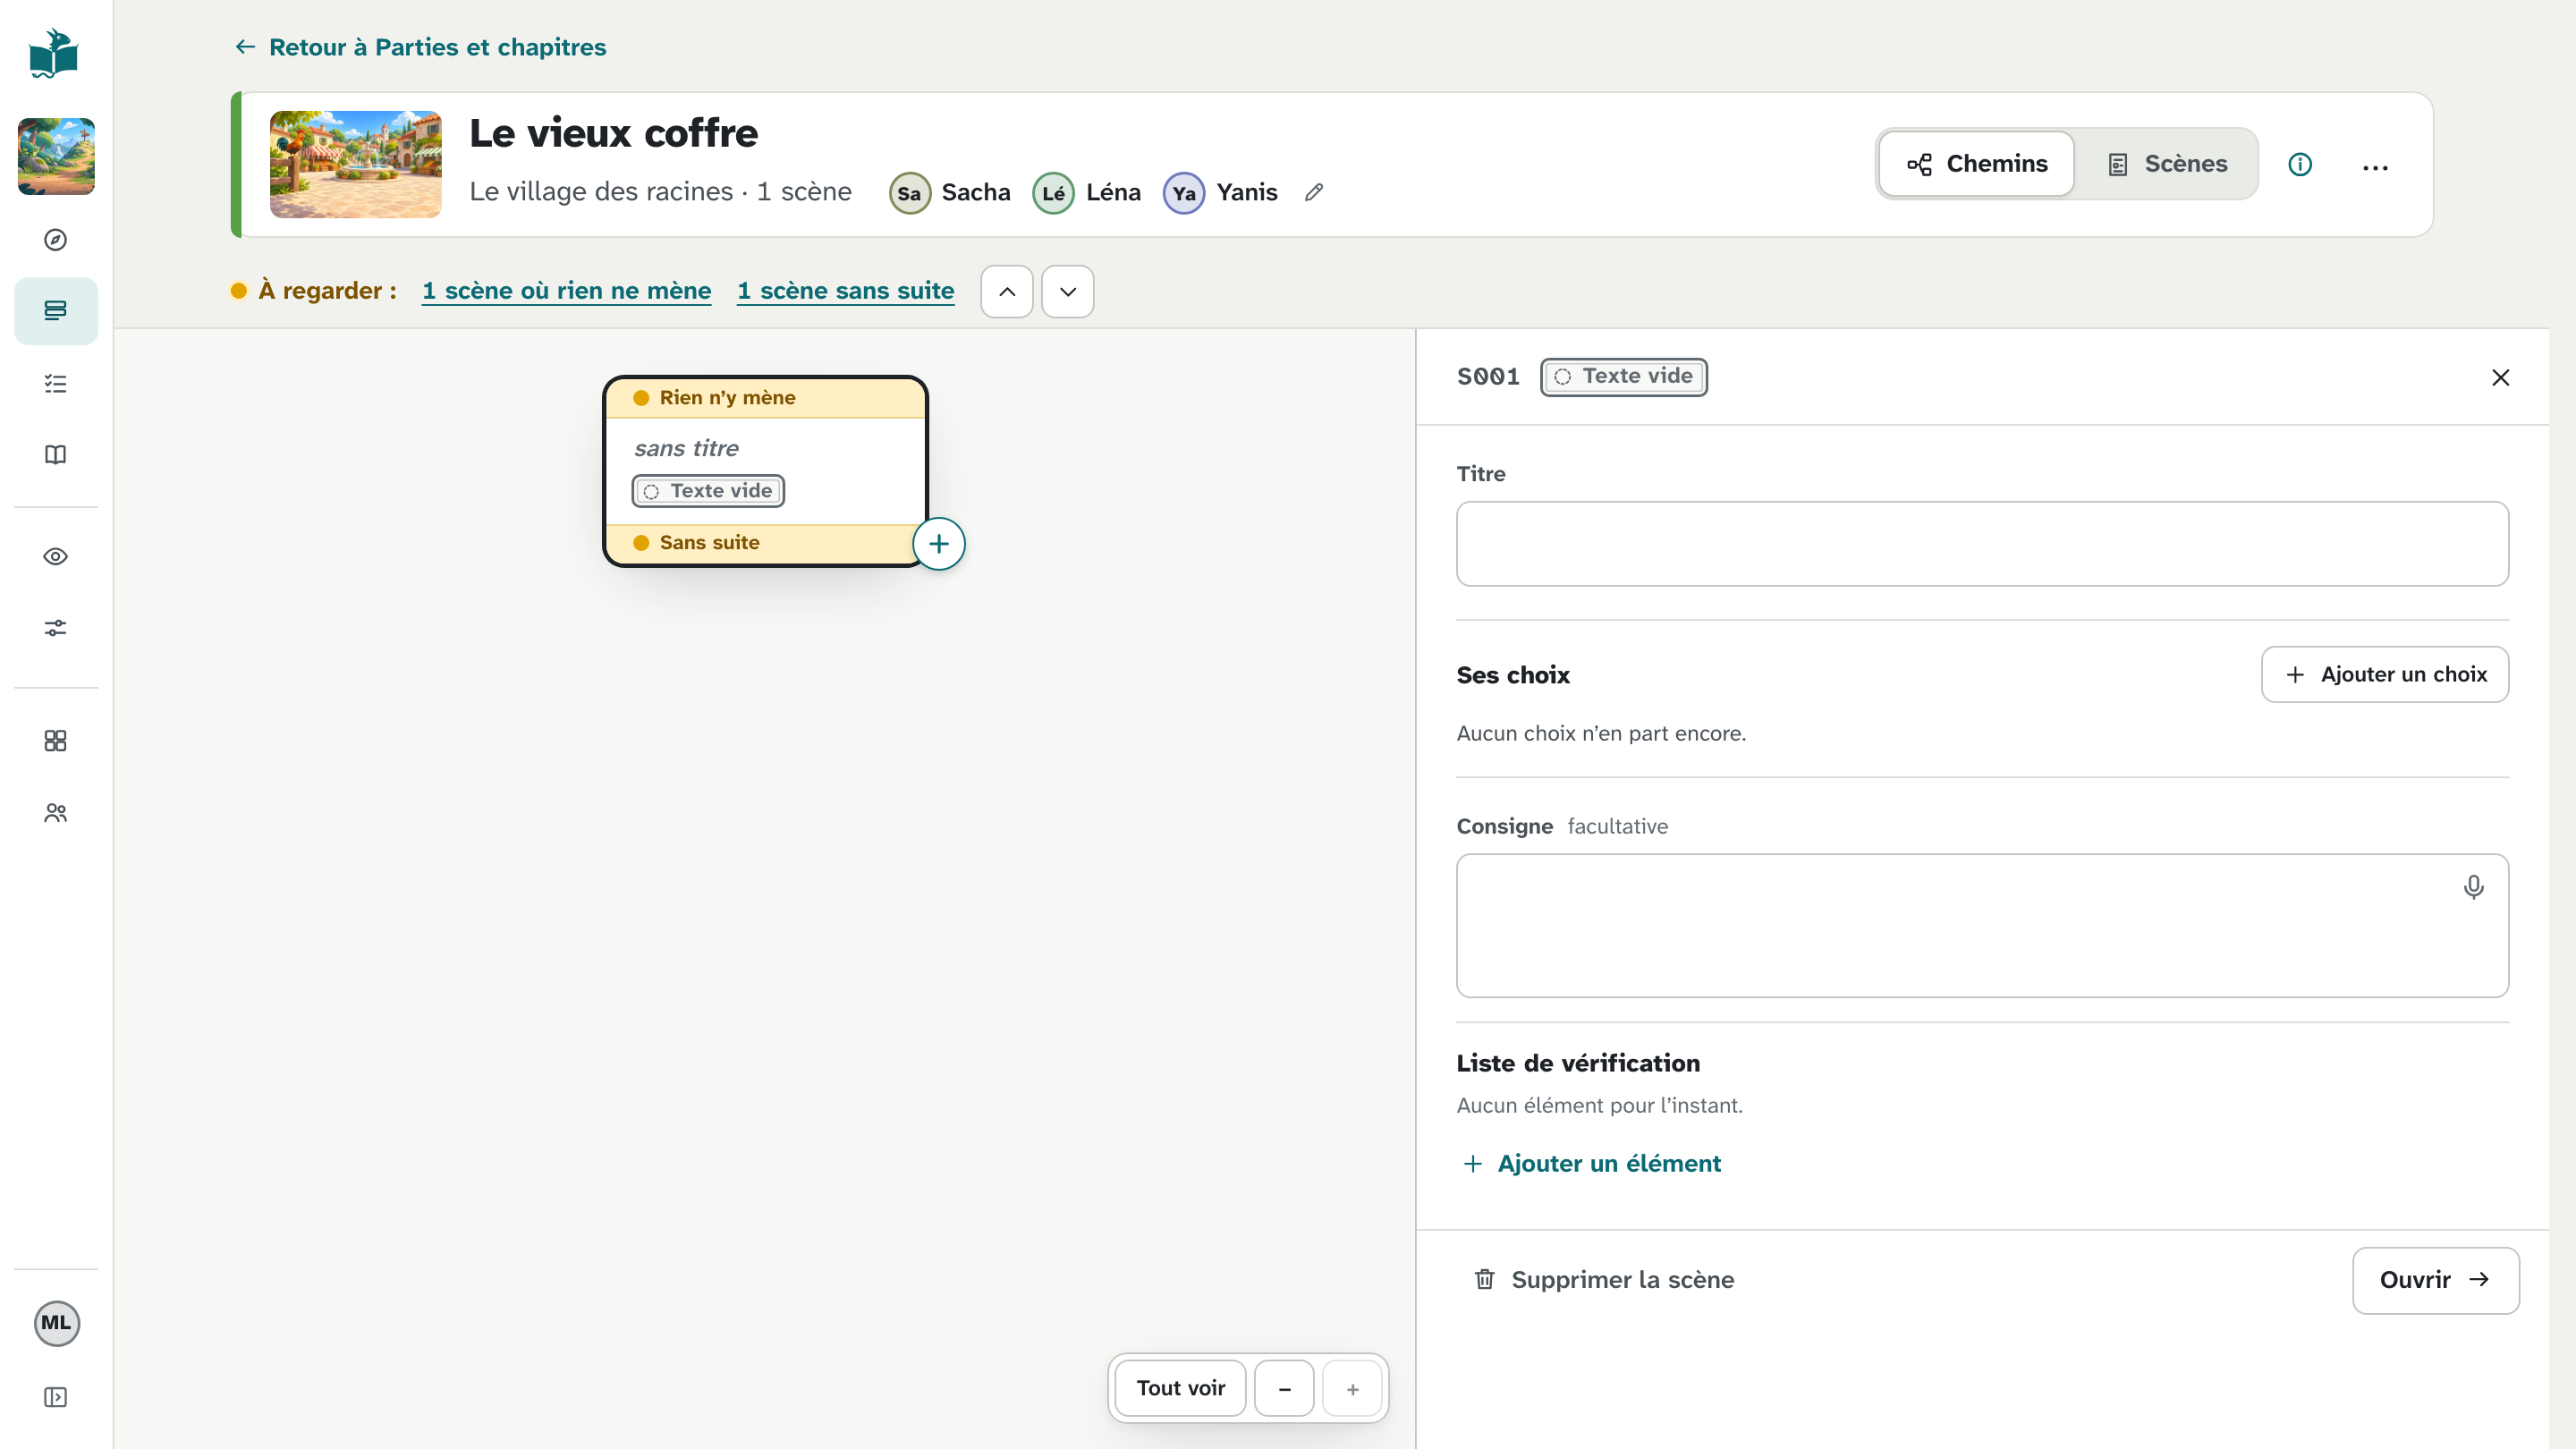 Retour à Parties et chapitres
Le vieux coffre
Le village des racines · 1 scène
Sa Sacha Lé Léna Ya Yanis
Chemins
Scènes
À regarder : 1 scène où rien ne mène 1 scène sans suite
Rien n’y mène
sans titre
Texte vide
Sans suite
Tout voir
S001 Texte vide
Titre
Ses choix
Ajouter un choix
Aucun choix n’en part encore.
Consigne facultative
Liste de vérification
Aucun élément pour l’instant.
Ajouter un élément
Supprimer la scène
Ouvrir
ML